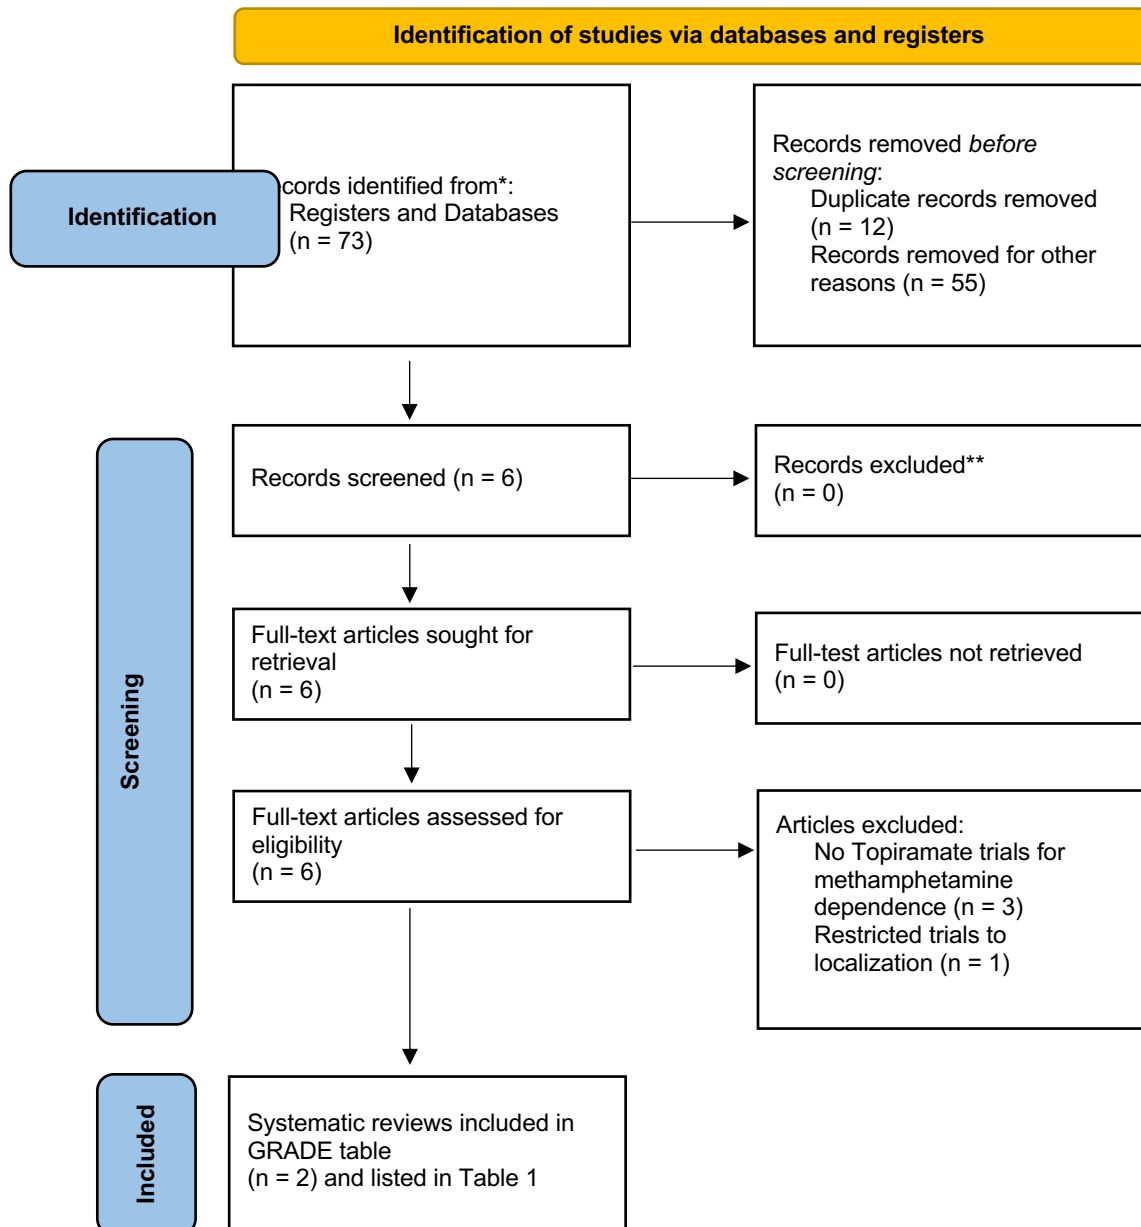 Identification of studies via databases and registers
Identification
ecords identified from*:
Registers and Databases
(n = 73)
Records removed before
screening:
Duplicate records removed
(n = 12)
Records removed for other
reasons (n = 55)
Screening
Records screened (n = 6)
Records excluded**
(n = 0)
Full-text articles sought for
retrieval
(n = 6)
Full-test articles not retrieved
(n = 0)
Full-text articles assessed for
eligibility
(n = 6)
Articles excluded:
No Topiramate trials for
methamphetamine
dependence (n = 3)
Restricted trials to
localization (n = 1)
Included
Systematic reviews included in
GRADE table
(n = 2) and listed in Table 1